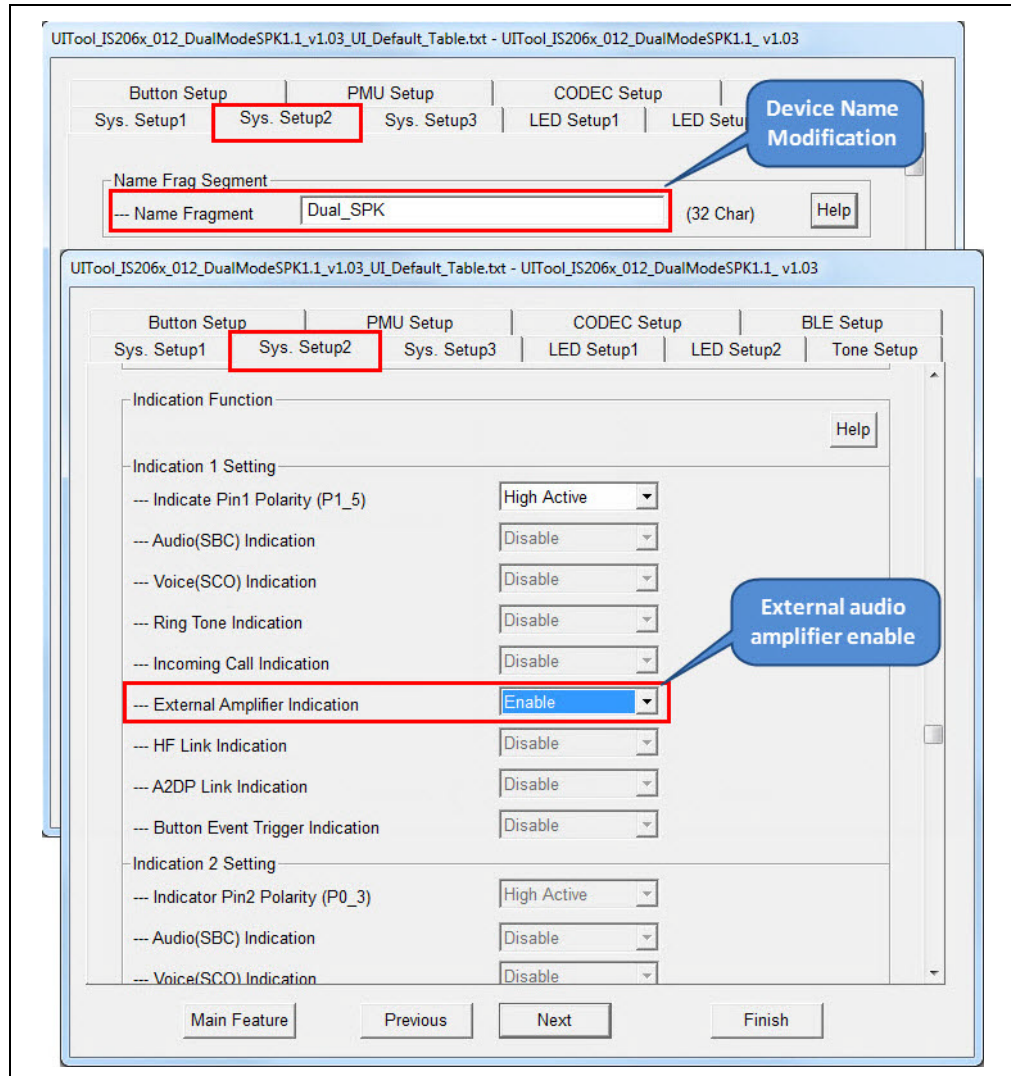 UITool_IS206x_012_DualModeSPK1.1_v1.03_UI_Default_Table.txt - UITool_IS206x_012_DualModeSPK1.1_ v1.03
Button Setup PMU Setup CODEC Setup
Sys. Setup1 Sys. Setup2 Sys. Setup3 LED Setup1 LED Setu
Device Name
Modification
Name Frag Segment
--- Name Fragment Dual_SPK (32 Char) Help
UITool_IS206x_012_DualModeSPK1.1_v1.03_UI_Default_Table.txt - UITool_IS206x_012_DualModeSPK1.1_ v1.03
Button Setup PMU Setup CODEC Setup BLE Setup
Sys. Setup1 Sys. Setup2 Sys. Setup3 LED Setup1 LED Setup2 Tone Setup
Indication Function
Help
Indication 1 Setting
--- Indicate Pin1 Polarity (P1_5) High Active
--- Audio(SBC) Indication Disable
--- Voice(SCO) Indication Disable
--- Ring Tone Indication Disable
--- Incoming Call Indication Disable
External audio
amplifier enable
--- External Amplifier Indication Enable
--- HF Link Indication Disable
--- A2DP Link Indication Disable
--- Button Event Trigger Indication Disable
Indication 2 Setting
--- Indicator Pin2 Polarity (P0_3) High Active
--- Audio(SBC) Indication Disable
--- Voice(SCO) Indication Disable
Main Feature Previous Next Finish